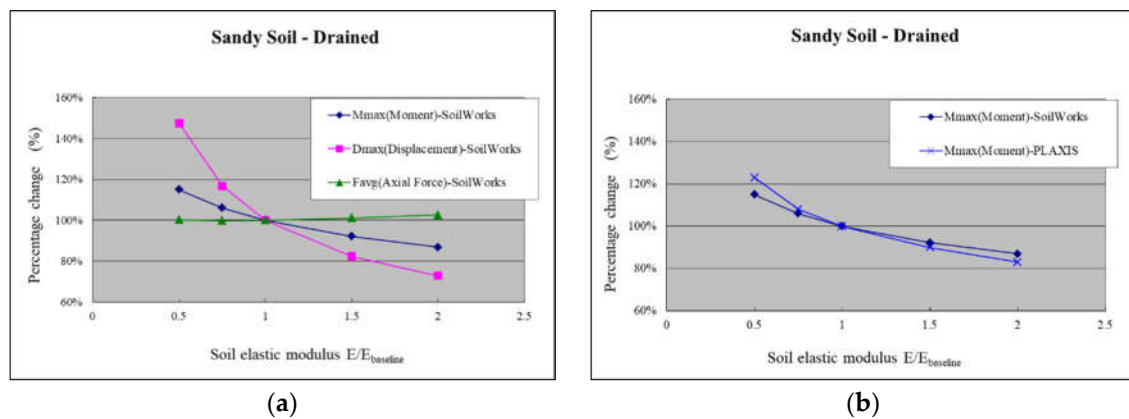 Sandy Soil - Drained
160%
140%
120%
100%
80%
60%
0
0.5
1
1.5
2
2.5
Percentage change (%)
Soil elastic modulus E/Ebaseline
Mmax(Moment)-SoilWorks
Dmax(Displacement)-SoilWorks
Favg(Axial Force)-SoilWorks
(a)
Sandy Soil - Drained
160%
140%
120%
100%
80%
60%
0
0.5
1
1.5
2
2.5
Percentage change (%)
Soil elastic modulus E/Ebaseline
Mmax(Moment)-SoilWorks
Mmax(Moment)-PLAXIS
(b)